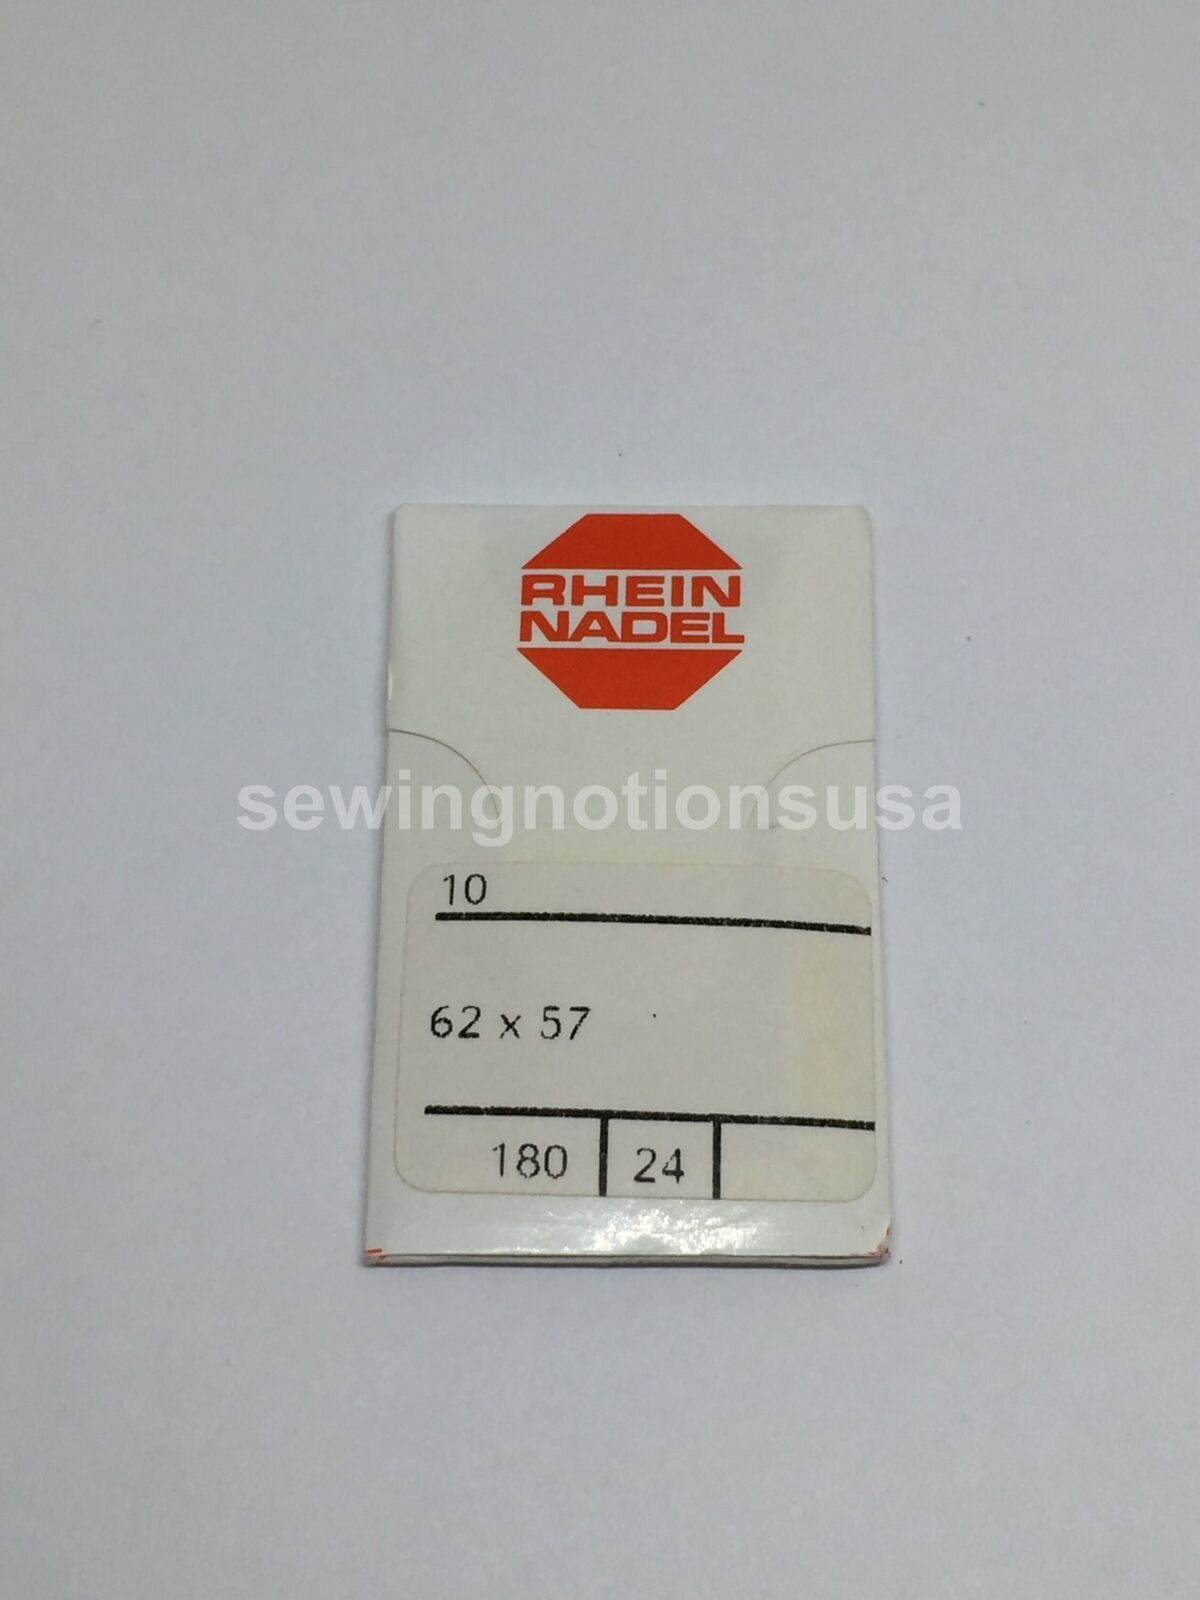 RHEIN
NADEL
sewingnotionsusa
10
62 x 57
180 24